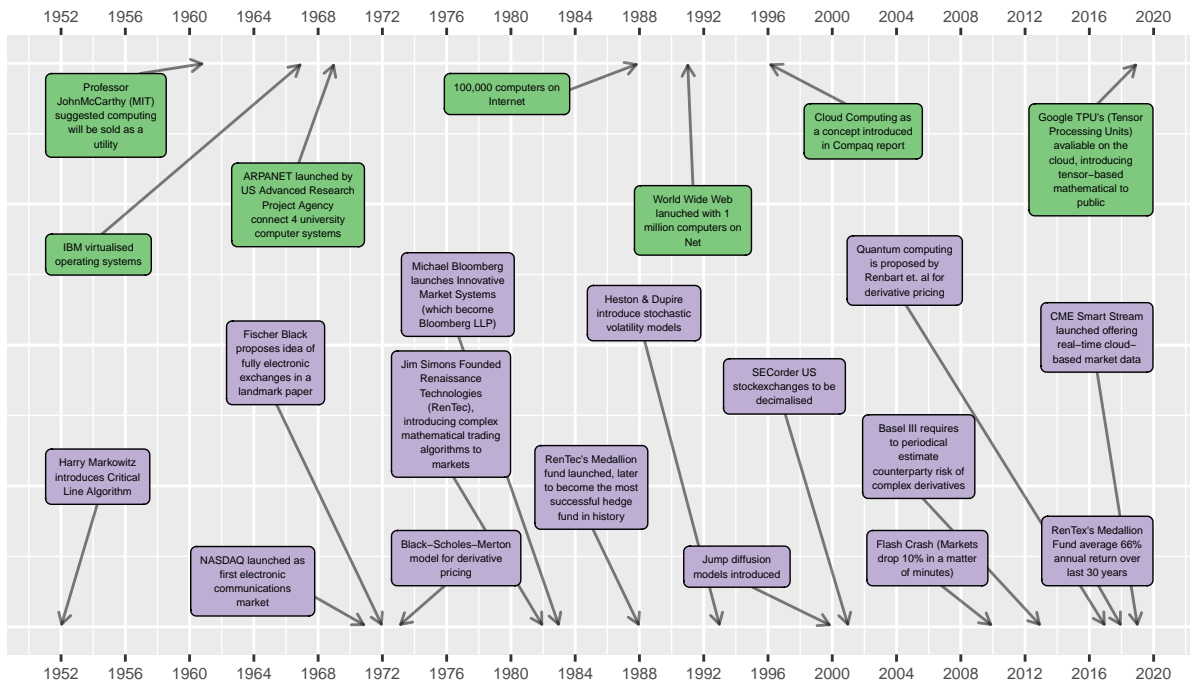 1952 1956 1960 1964 1968 1972 1976 1980 1984 1988 1992 1996 2000 2004 2008 2012 2016 2020
Professor
JohnMcCarthy (MIT)
suggested computing
will be sold as a
utility
IBM virtualised
operating systems
ARPANET launched by
US Advanced Research
Project Agency
connect 4 university
computer systems
100,000 computers on
Internet
World Wide Web
lanuched with 1
million computers on
Net
Cloud Computing as
a concept introduced
in Compaq report
Google TPU's (Tensor
Processing Units)
avaliable on the
cloud, introducing
tensor−based
mathematical to
public
Harry Markowitz
introduces Critical
Line Algorithm
NASDAQ launched as
first electronic
communications
market
Fischer Black
proposes idea of
fully electronic
exchanges in a
landmark paper
Michael Bloomberg
launches Innovative
Market Systems
(which become
Bloomberg LLP)
Jim Simons Founded
Renaissance
Technologies
(RenTec),
introducing complex
mathematical trading
algorithms to
markets
Black−Scholes−Merton
model for derivative
pricing
RenTec's Medallion
fund launched, later
to become the most
successful hedge
fund in history
Heston & Dupire
introduce stochastic
volatility models
Jump diffusion
models introduced
SECorder US
stockexchanges to be
decimalised
Quantum computing
is proposed by
Renbart et. al for
derivative pricing
Basel III requires
to periodical
estimate
counterparty risk of
complex derivatives
Flash Crash (Markets
drop 10% in a matter
of minutes)
CME Smart Stream
launched offering
real−time cloud−
based market data
RenTex's Medallion
Fund average 66%
annual return over
last 30 years
1952 1956 1960 1964 1968 1972 1976 1980 1984 1988 1992 1996 2000 2004 2008 2012 2016 2020